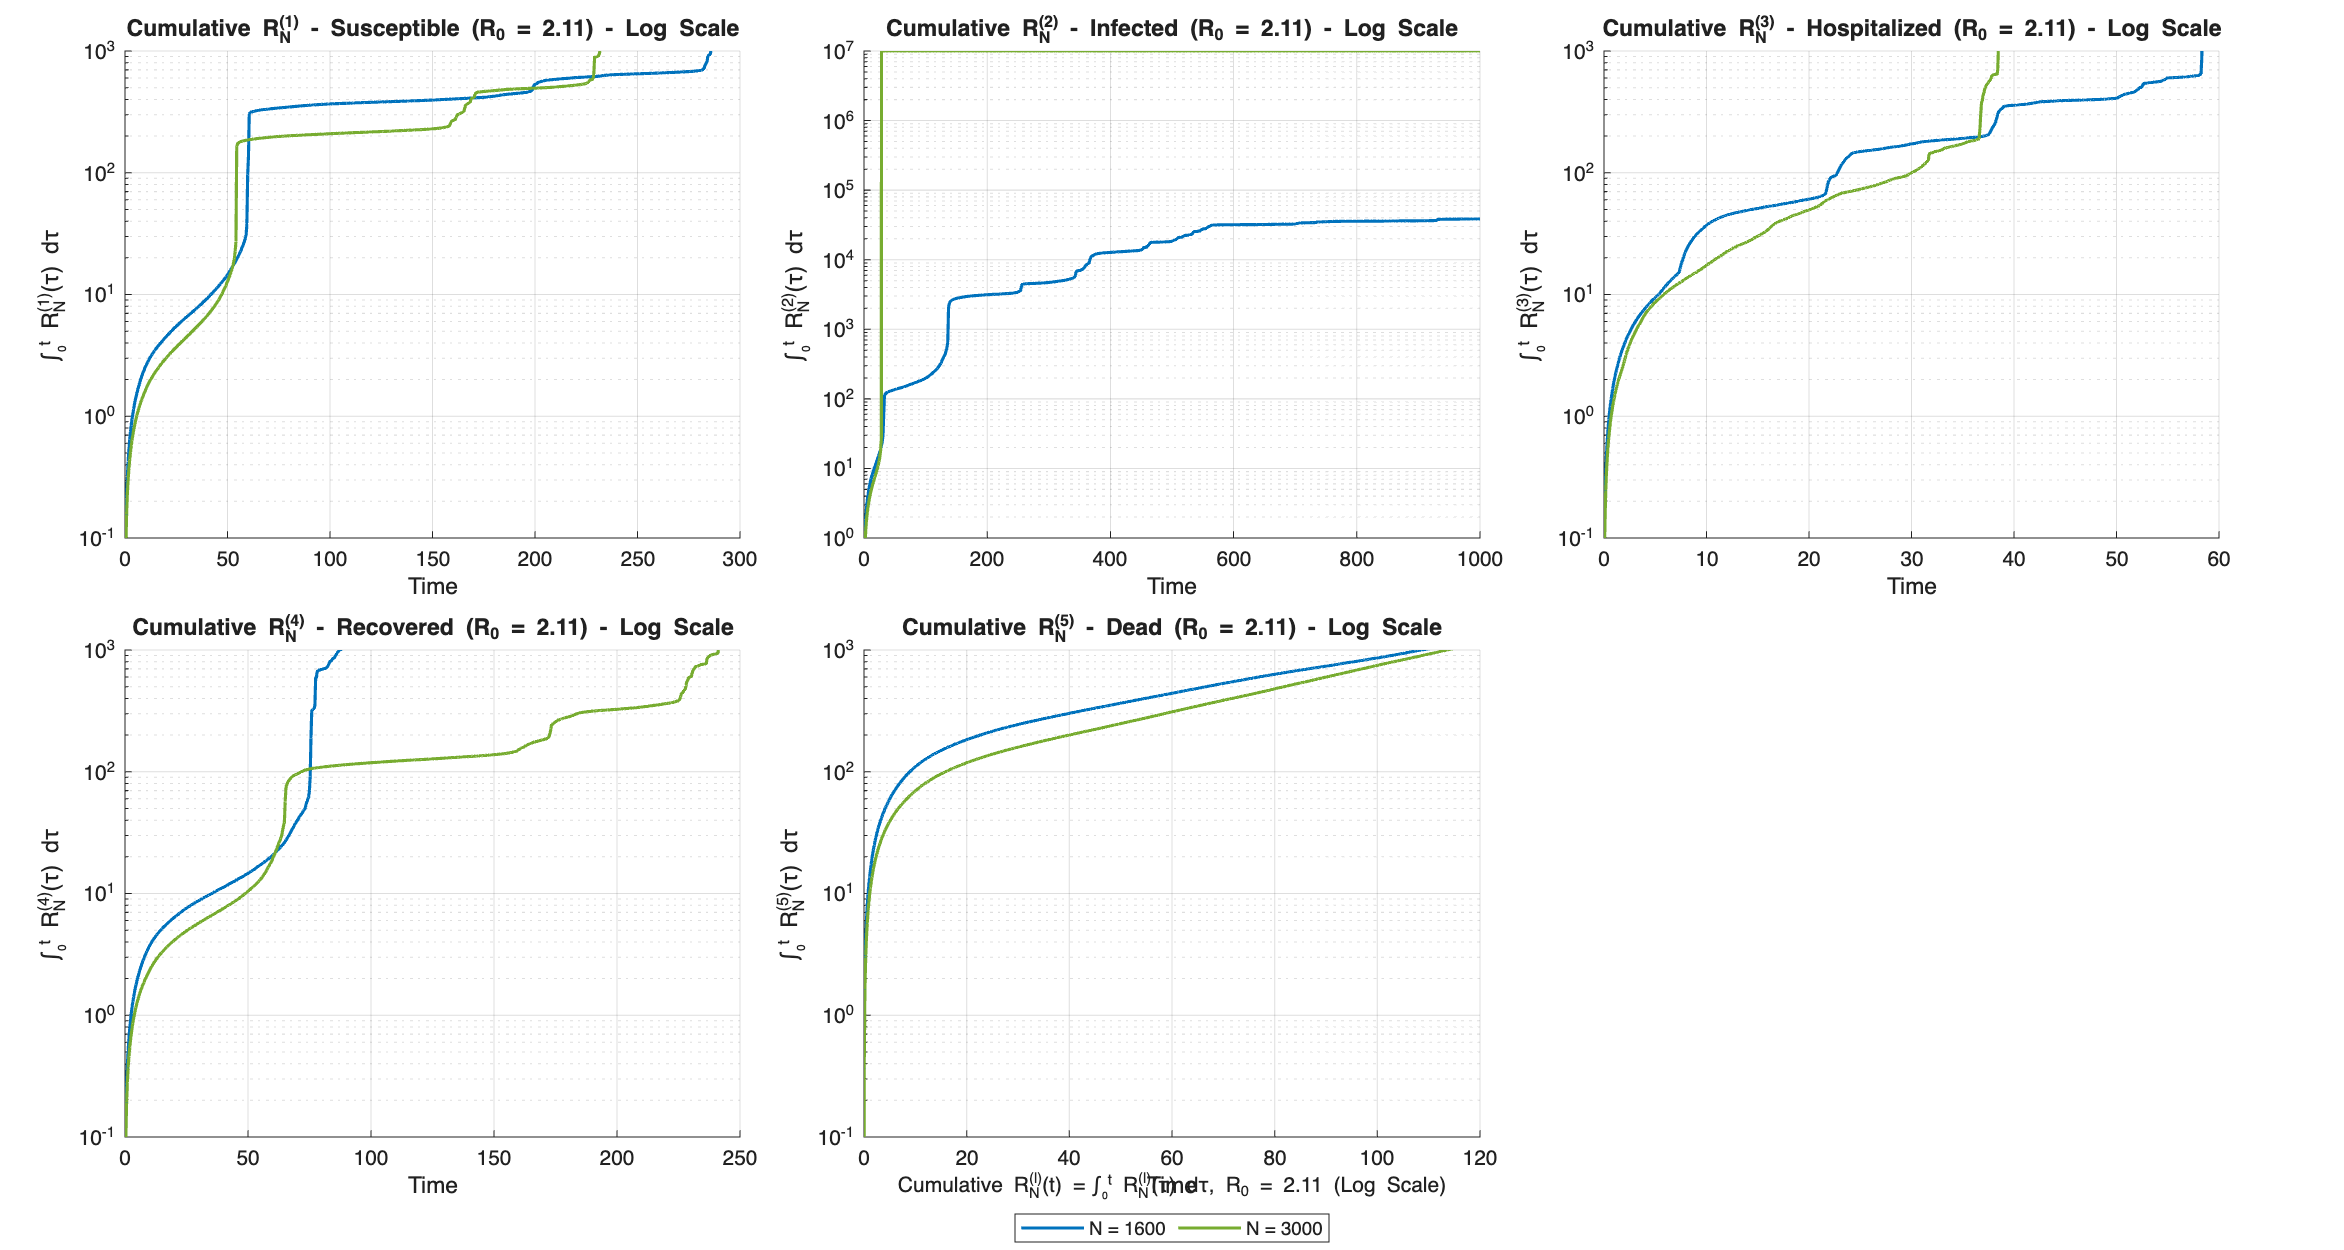 Cumulative R_N^(1) - Susceptible (R_0 = 2.11) - Log Scale
10^3
10^2
10^1
10^0
10^-1
∫_0^t R_N^(1)(τ) dτ
0 50 100 150 200 250 300
Time
Cumulative R_N^(2) - Infected (R_0 = 2.11) - Log Scale
10^7
10^6
10^5
10^4
10^3
10^2
10^1
10^0
∫_0^t R_N^(2)(τ) dτ
0 200 400 600 800 1000
Time
Cumulative R_N^(3) - Hospitalized (R_0 = 2.11) - Log Scale
10^3
10^2
10^1
10^0
10^-1
∫_0^t R_N^(3)(τ) dτ
0 10 20 30 40 50 60
Time
Cumulative R_N^(4) - Recovered (R_0 = 2.11) - Log Scale
10^3
10^2
10^1
10^0
10^-1
∫_0^t R_N^(4)(τ) dτ
0 50 100 150 200 250
Time
Cumulative R_N^(5) - Dead (R_0 = 2.11) - Log Scale
10^3
10^2
10^1
10^0
10^-1
∫_0^t R_N^(5)(τ) dτ
0 20 40 60 80 100 120
Time
Cumulative R_N^(l)(t) = ∫_0^t R_N^(l)(τ) dτ, R_0 = 2.11 (Log Scale)
N = 1600 N = 3000